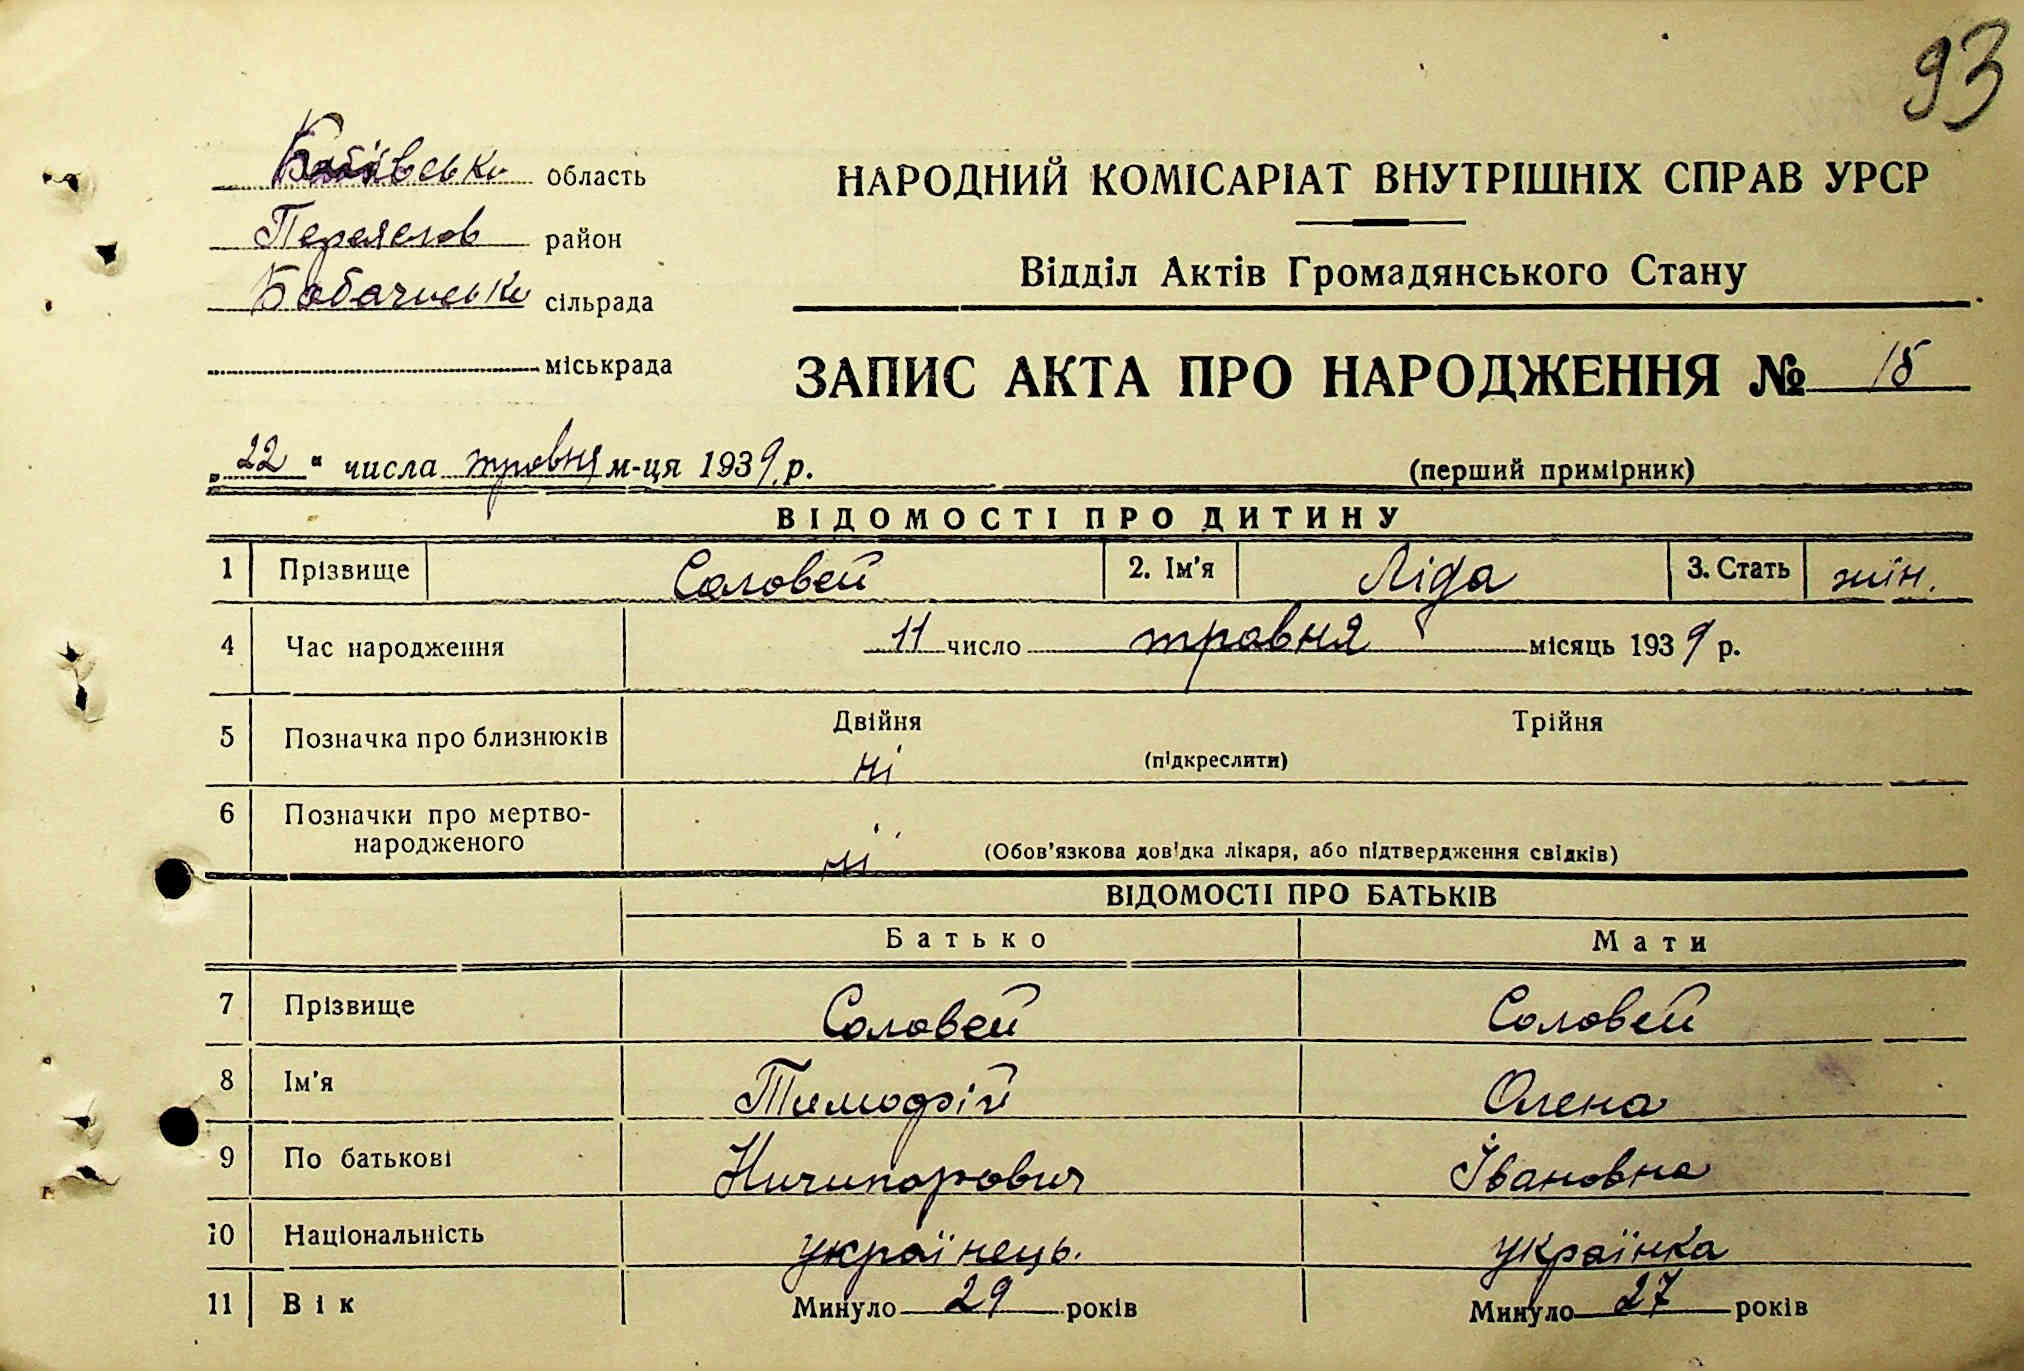 93
область
НАРОДНИЙ КОМІСАРІАТ ВНУТРІШНІХ СПРАВ УРСР
Переяслов район
Відділ Актів Громадянського Стану
сільрада
міськрада
ЗАПИС АКТА ПРО НАРОДЖЕННЯ № 15
„22“ числа травня м-ця 1939 р.
(перший примірник)
ВІДОМОСТІ ПРО ДИТИНУ
1 Прізвище Соловей 2. Ім'я Ліда 3. Стать жін.
4 Час народження 11 число травня місяць 1939 р.
5 Позначка про близнюків Двійня Трійня
ні (підкреслити)
6 Позначки про мертво-
народженого ні (Обов'язкова довідка лікаря, або підтвердження свідків)
ВІДОМОСТІ ПРО БАТЬКІВ
Батько Мати
7 Прізвище Соловей Соловей
8 Ім'я Тимофій Олена
9 По батькові Ничипорович Івановна
10 Національність українець. українка
11 Вік Минуло 29 років Минуло 27 років